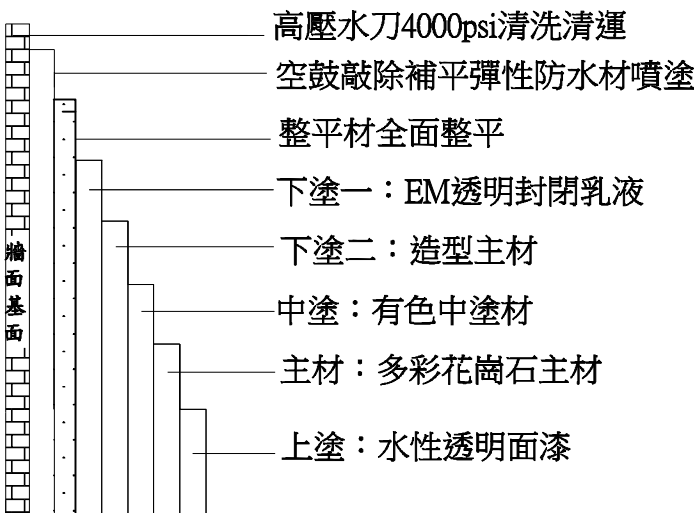 高壓水刀4000psi清洗清運
空鼓敲除補平彈性防水材噴塗
整平材全面整平
下塗一：EM透明封閉乳液
下塗二：造型主材
中塗：有色中塗材
主材：多彩花崗石主材
上塗：水性透明面漆
牆面基面